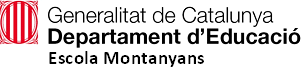 Generalitat de Catalunya
Departament d'Educació
Escola Montanyans